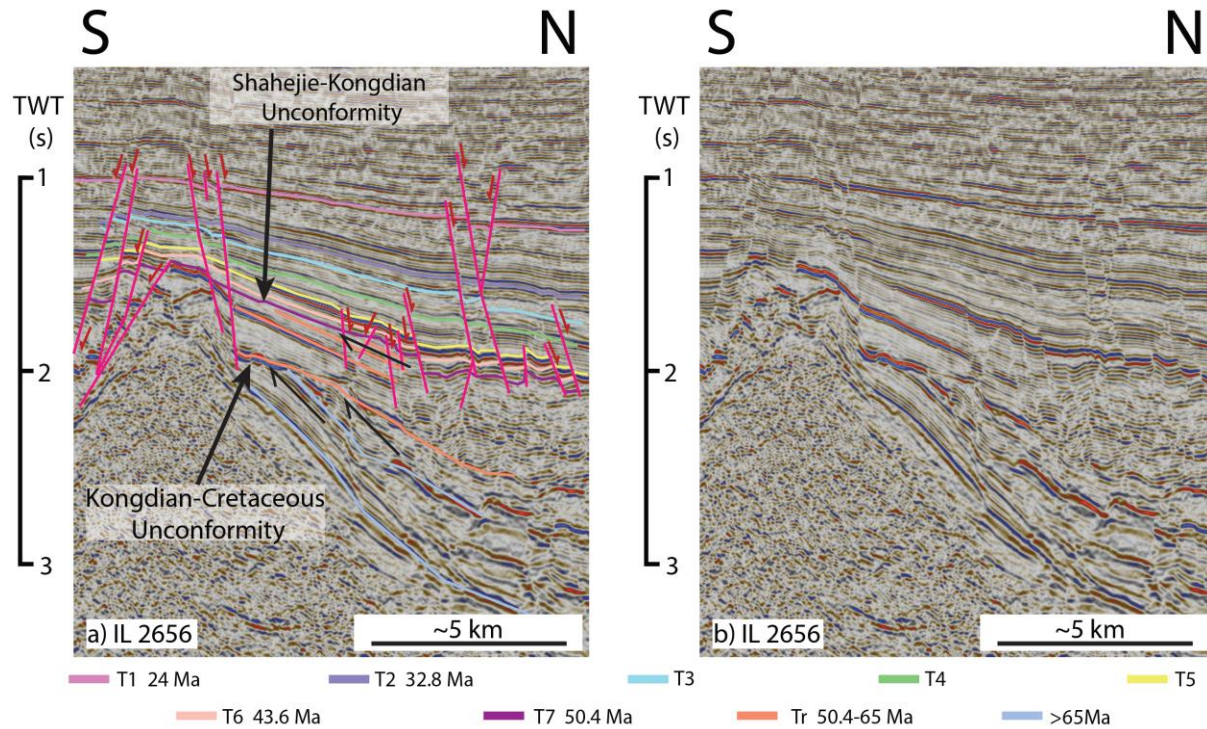 S
N
S
N
Shahejie-Kongdian
Unconformity
TWT
(s)
TWT
(s)
1
1
2
2
Kongdian-Cretaceous
Unconformity
3
3
a) IL 2656
~5 km
b) IL 2656
~5 km
T1 24 Ma
T2 32.8 Ma
T3
T4
T5
T6 43.6 Ma
T7 50.4 Ma
Tr 50.4-65 Ma
>65Ma